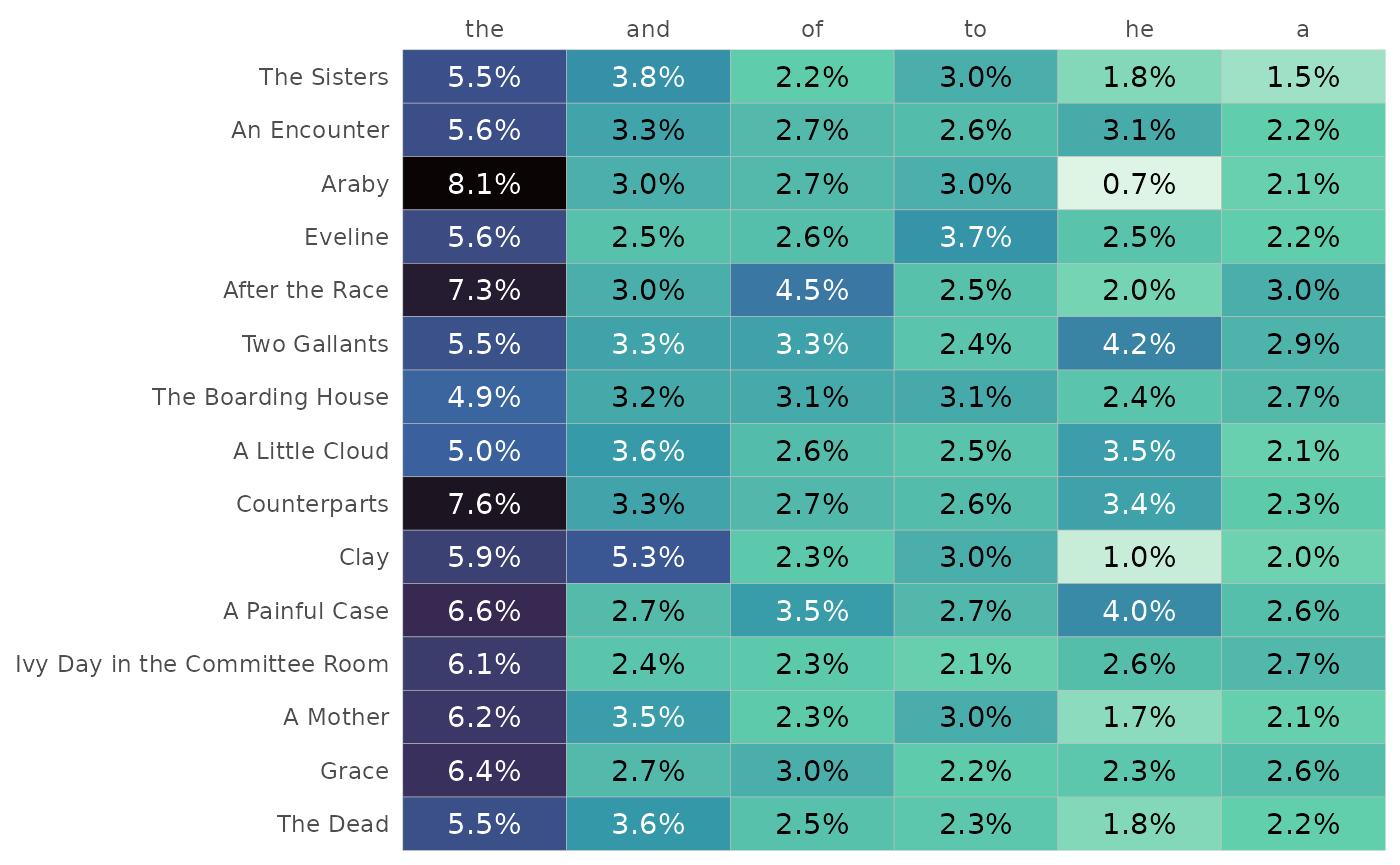 the and of to he a
The Sisters 5.5% 3.8% 2.2% 3.0% 1.8% 1.5%
An Encounter 5.6% 3.3% 2.7% 2.6% 3.1% 2.2%
Araby 8.1% 3.0% 2.7% 3.0% 0.7% 2.1%
Eveline 5.6% 2.5% 2.6% 3.7% 2.5% 2.2%
After the Race 7.3% 3.0% 4.5% 2.5% 2.0% 3.0%
Two Gallants 5.5% 3.3% 3.3% 2.4% 4.2% 2.9%
The Boarding House 4.9% 3.2% 3.1% 3.1% 2.4% 2.7%
A Little Cloud 5.0% 3.6% 2.6% 2.5% 3.5% 2.1%
Counterparts 7.6% 3.3% 2.7% 2.6% 3.4% 2.3%
Clay 5.9% 5.3% 2.3% 3.0% 1.0% 2.0%
A Painful Case 6.6% 2.7% 3.5% 2.7% 4.0% 2.6%
Ivy Day in the Committee Room 6.1% 2.4% 2.3% 2.1% 2.6% 2.7%
A Mother 6.2% 3.5% 2.3% 3.0% 1.7% 2.1%
Grace 6.4% 2.7% 3.0% 2.2% 2.3% 2.6%
The Dead 5.5% 3.6% 2.5% 2.3% 1.8% 2.2%